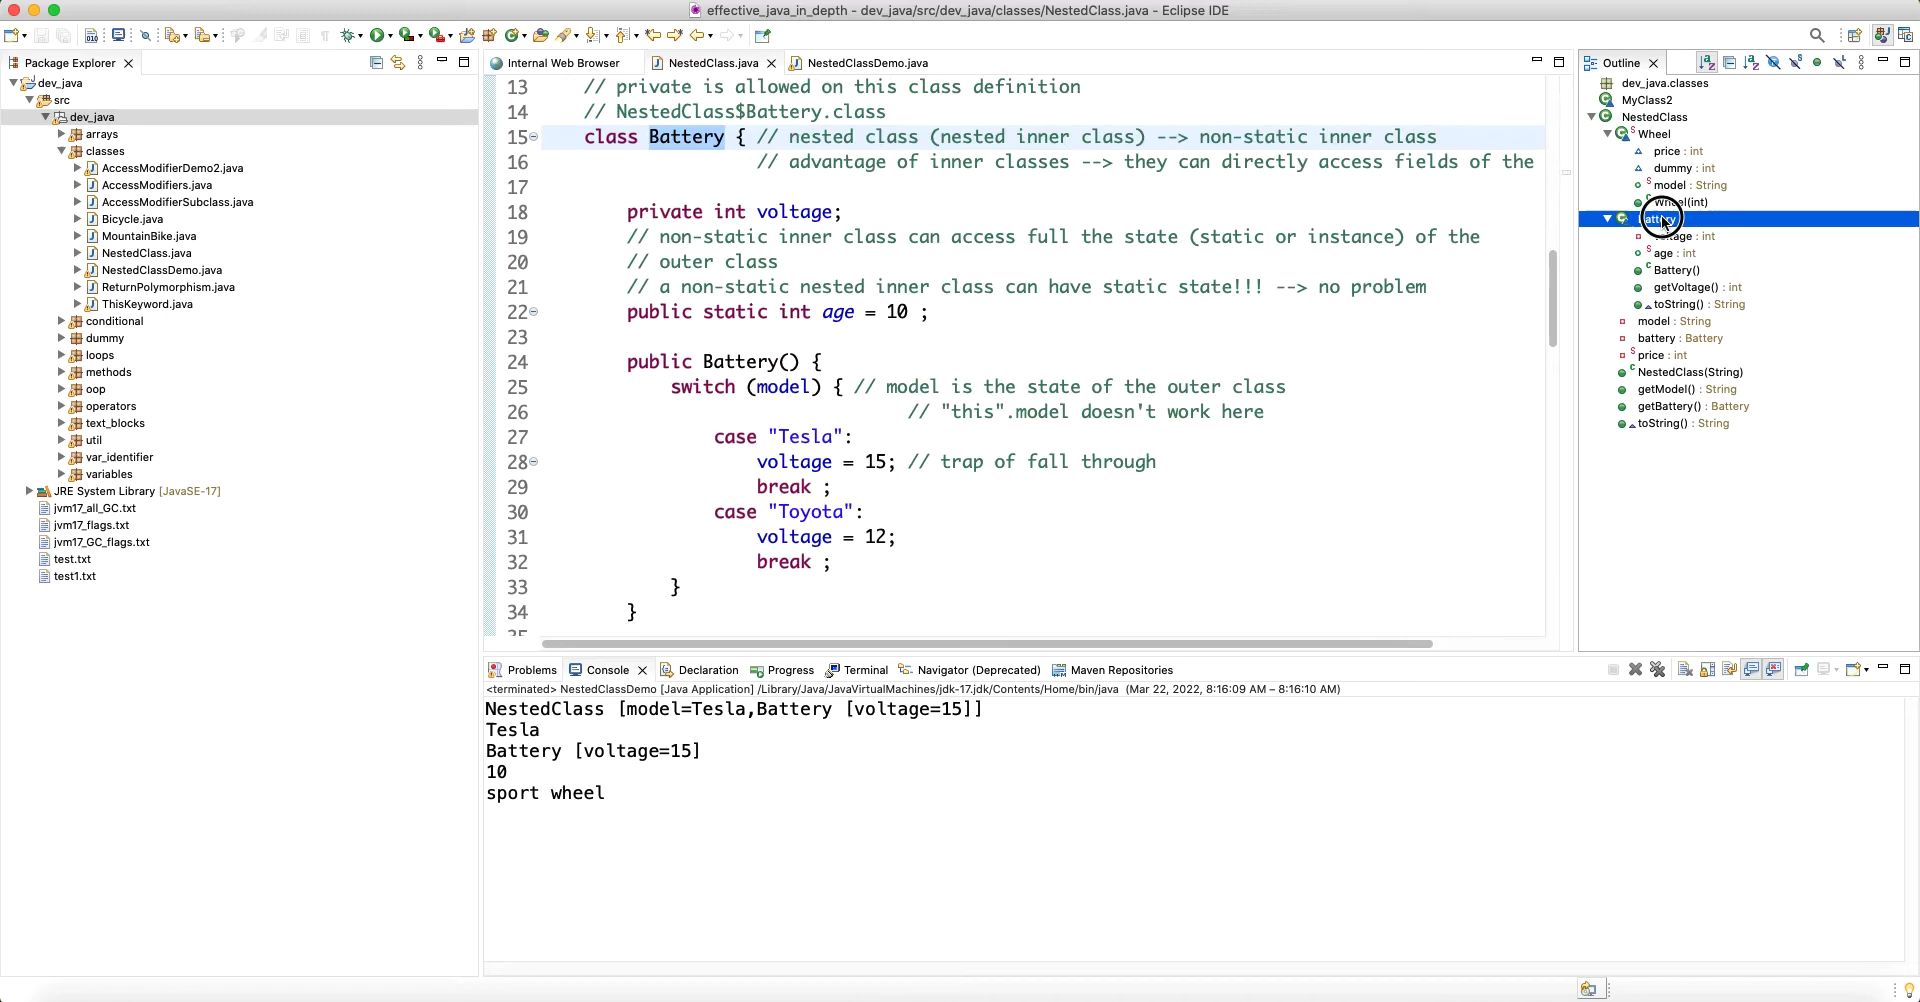 effective_java_in_depth - dev_java/src/dev_java/classes/NestedClass.java - Eclipse IDE
Package Explorer
dev_java
src
dev_java
arrays
classes
AccessModifierDemo2.java
AccessModifiers.java
AccessModifierSubclass.java
Bicycle.java
MountainBike.java
NestedClass.java
NestedClassDemo.java
ReturnPolymorphism.java
ThisKeyword.java
conditional
dummy
loops
methods
oop
operators
text_blocks
util
var_identifier
variables
JRE System Library [JavaSE-17]
jvm17_all_GC.txt
jvm17_flags.txt
jvm17_GC_flags.txt
test.txt
test1.txt
Internal Web Browser NestedClass.java NestedClassDemo.java
13 // private is allowed on this class definition
14 // NestedClass$Battery.class
15 class Battery { // nested class (nested inner class) --> non-static inner class
16 // advantage of inner classes --> they can directly access fields of the
17
18 private int voltage;
19 // non-static inner class can access full the state (static or instance) of the
20 // outer class
21 // a non-static nested inner class can have static state!!! --> no problem
22 public static int age = 10 ;
23
24 public Battery() {
25 switch (model) { // model is the state of the outer class
26 // "this".model doesn't work here
27 case "Tesla":
28 voltage = 15; // trap of fall through
29 break ;
30 case "Toyota":
31 voltage = 12;
32 break ;
33 }
34 }
Outline
dev_java.classes
MyClass2
NestedClass
Wheel
price : int
dummy : int
model : String
Wheel(int)
: int
age : int
Battery()
getVoltage() : int
toString() : String
model : String
battery : Battery
price : int
NestedClass(String)
getModel() : String
getBattery() : Battery
toString() : String
Problems Console Declaration Progress Terminal Navigator (Deprecated) Maven Repositories
<terminated> NestedClassDemo [Java Application] /Library/Java/JavaVirtualMachines/jdk-17.jdk/Contents/Home/bin/java (Mar 22, 2022, 8:16:09 AM – 8:16:10 AM)
NestedClass [model=Tesla,Battery [voltage=15]]
Tesla
Battery [voltage=15]
10
sport wheel